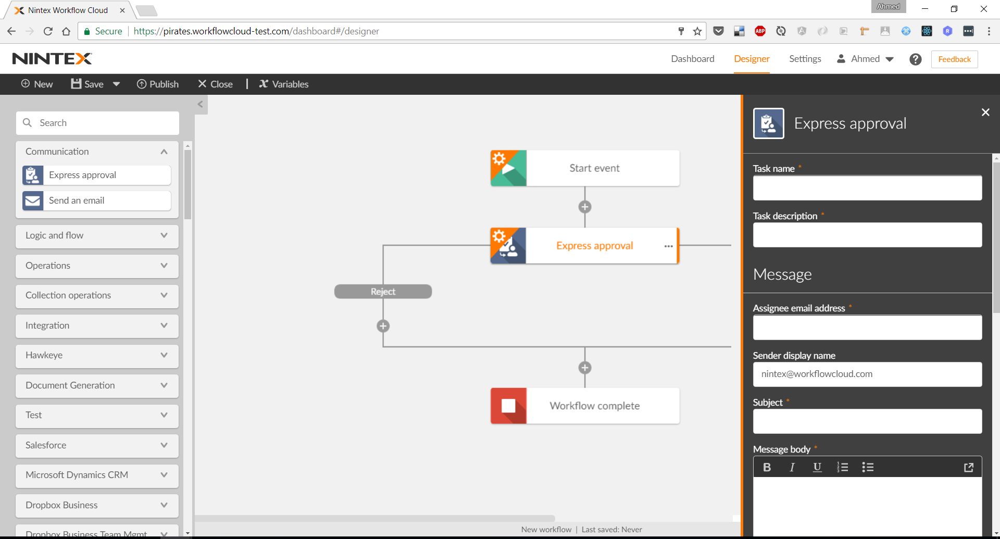 Nintex Workflow Cloud
Ahmed
Secure
https://pirates.workflowcloud-test.com/dashboard#/designer
ABP
R
NINTEX
Dashboard
Designer
Settings
Ahmed
?
Feedback
New
Save
Publish
Close
Variables
Search
Communication
Express approval
Send an email
Logic and flow
Operations
Collection operations
Integration
Hawkeye
Document Generation
Test
Salesforce
Microsoft Dynamics CRM
Dropbox Business
Dropbox Business Team Mgmt
Start event
Express approval
Reject
Workflow complete
New workflow | Last saved: Never
Express approval
Task name *
Task description *
Message
Assignee email address *
Sender display name
nintex@workflowcloud.com
Subject *
Message body *
B I U